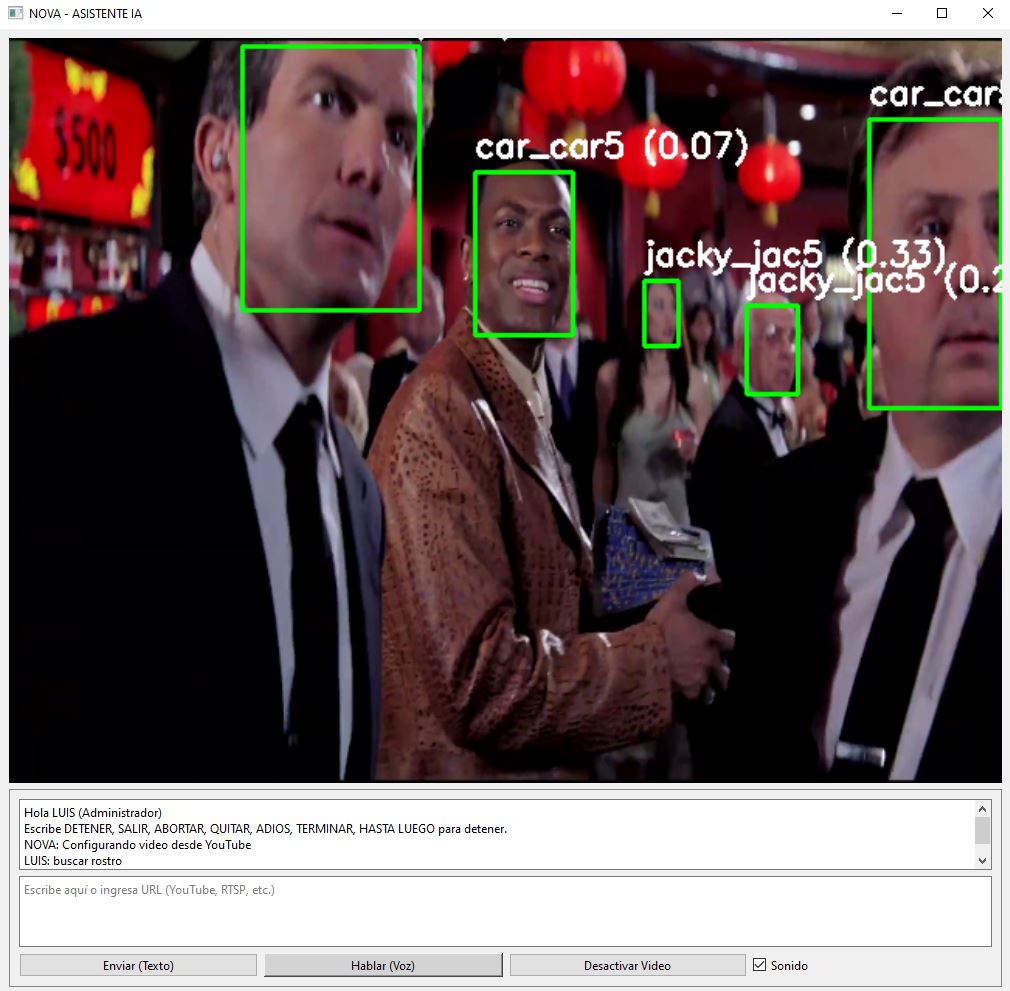 NOVA - ASISTENTE IA
$500
car_car5 (0.07)
car_car
jacky_jac5 (0.33)
jacky_jac5 (0.2
Hola LUIS (Administrador)
Escribe DETENER, SALIR, ABORTAR, QUITAR, ADIOS, TERMINAR, HASTA LUEGO para detener.
NOVA: Configurando video desde YouTube
LUIS: buscar rostro
Escribe aquí o ingresa URL (YouTube, RTSP, etc.)
Enviar (Texto)
Hablar (Voz)
Desactivar Video
Sonido